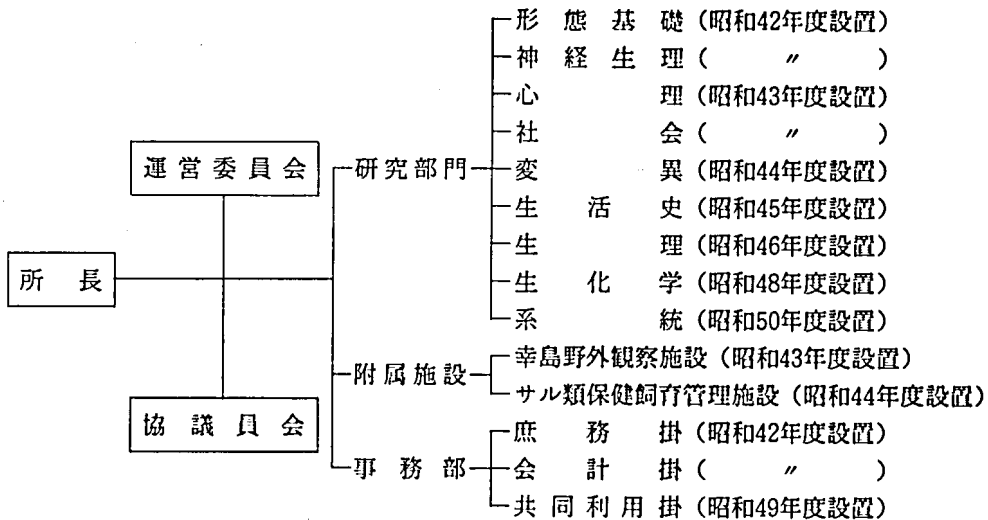 形態基礎（昭和42年度設置）
神経生理（　〃　）
心理（昭和43年度設置）
社会（　〃　）
運営委員会
研究部門
変異（昭和44年度設置）
生活史（昭和45年度設置）
生理（昭和46年度設置）
所長
生化学（昭和48年度設置）
系統（昭和50年度設置）
幸島野外観察施設（昭和43年度設置）
附属施設
サル類保健飼育管理施設（昭和44年度設置）
協議員会
庶務掛（昭和42年度設置）
事務部
会計掛（　〃　）
共同利用掛（昭和49年度設置）